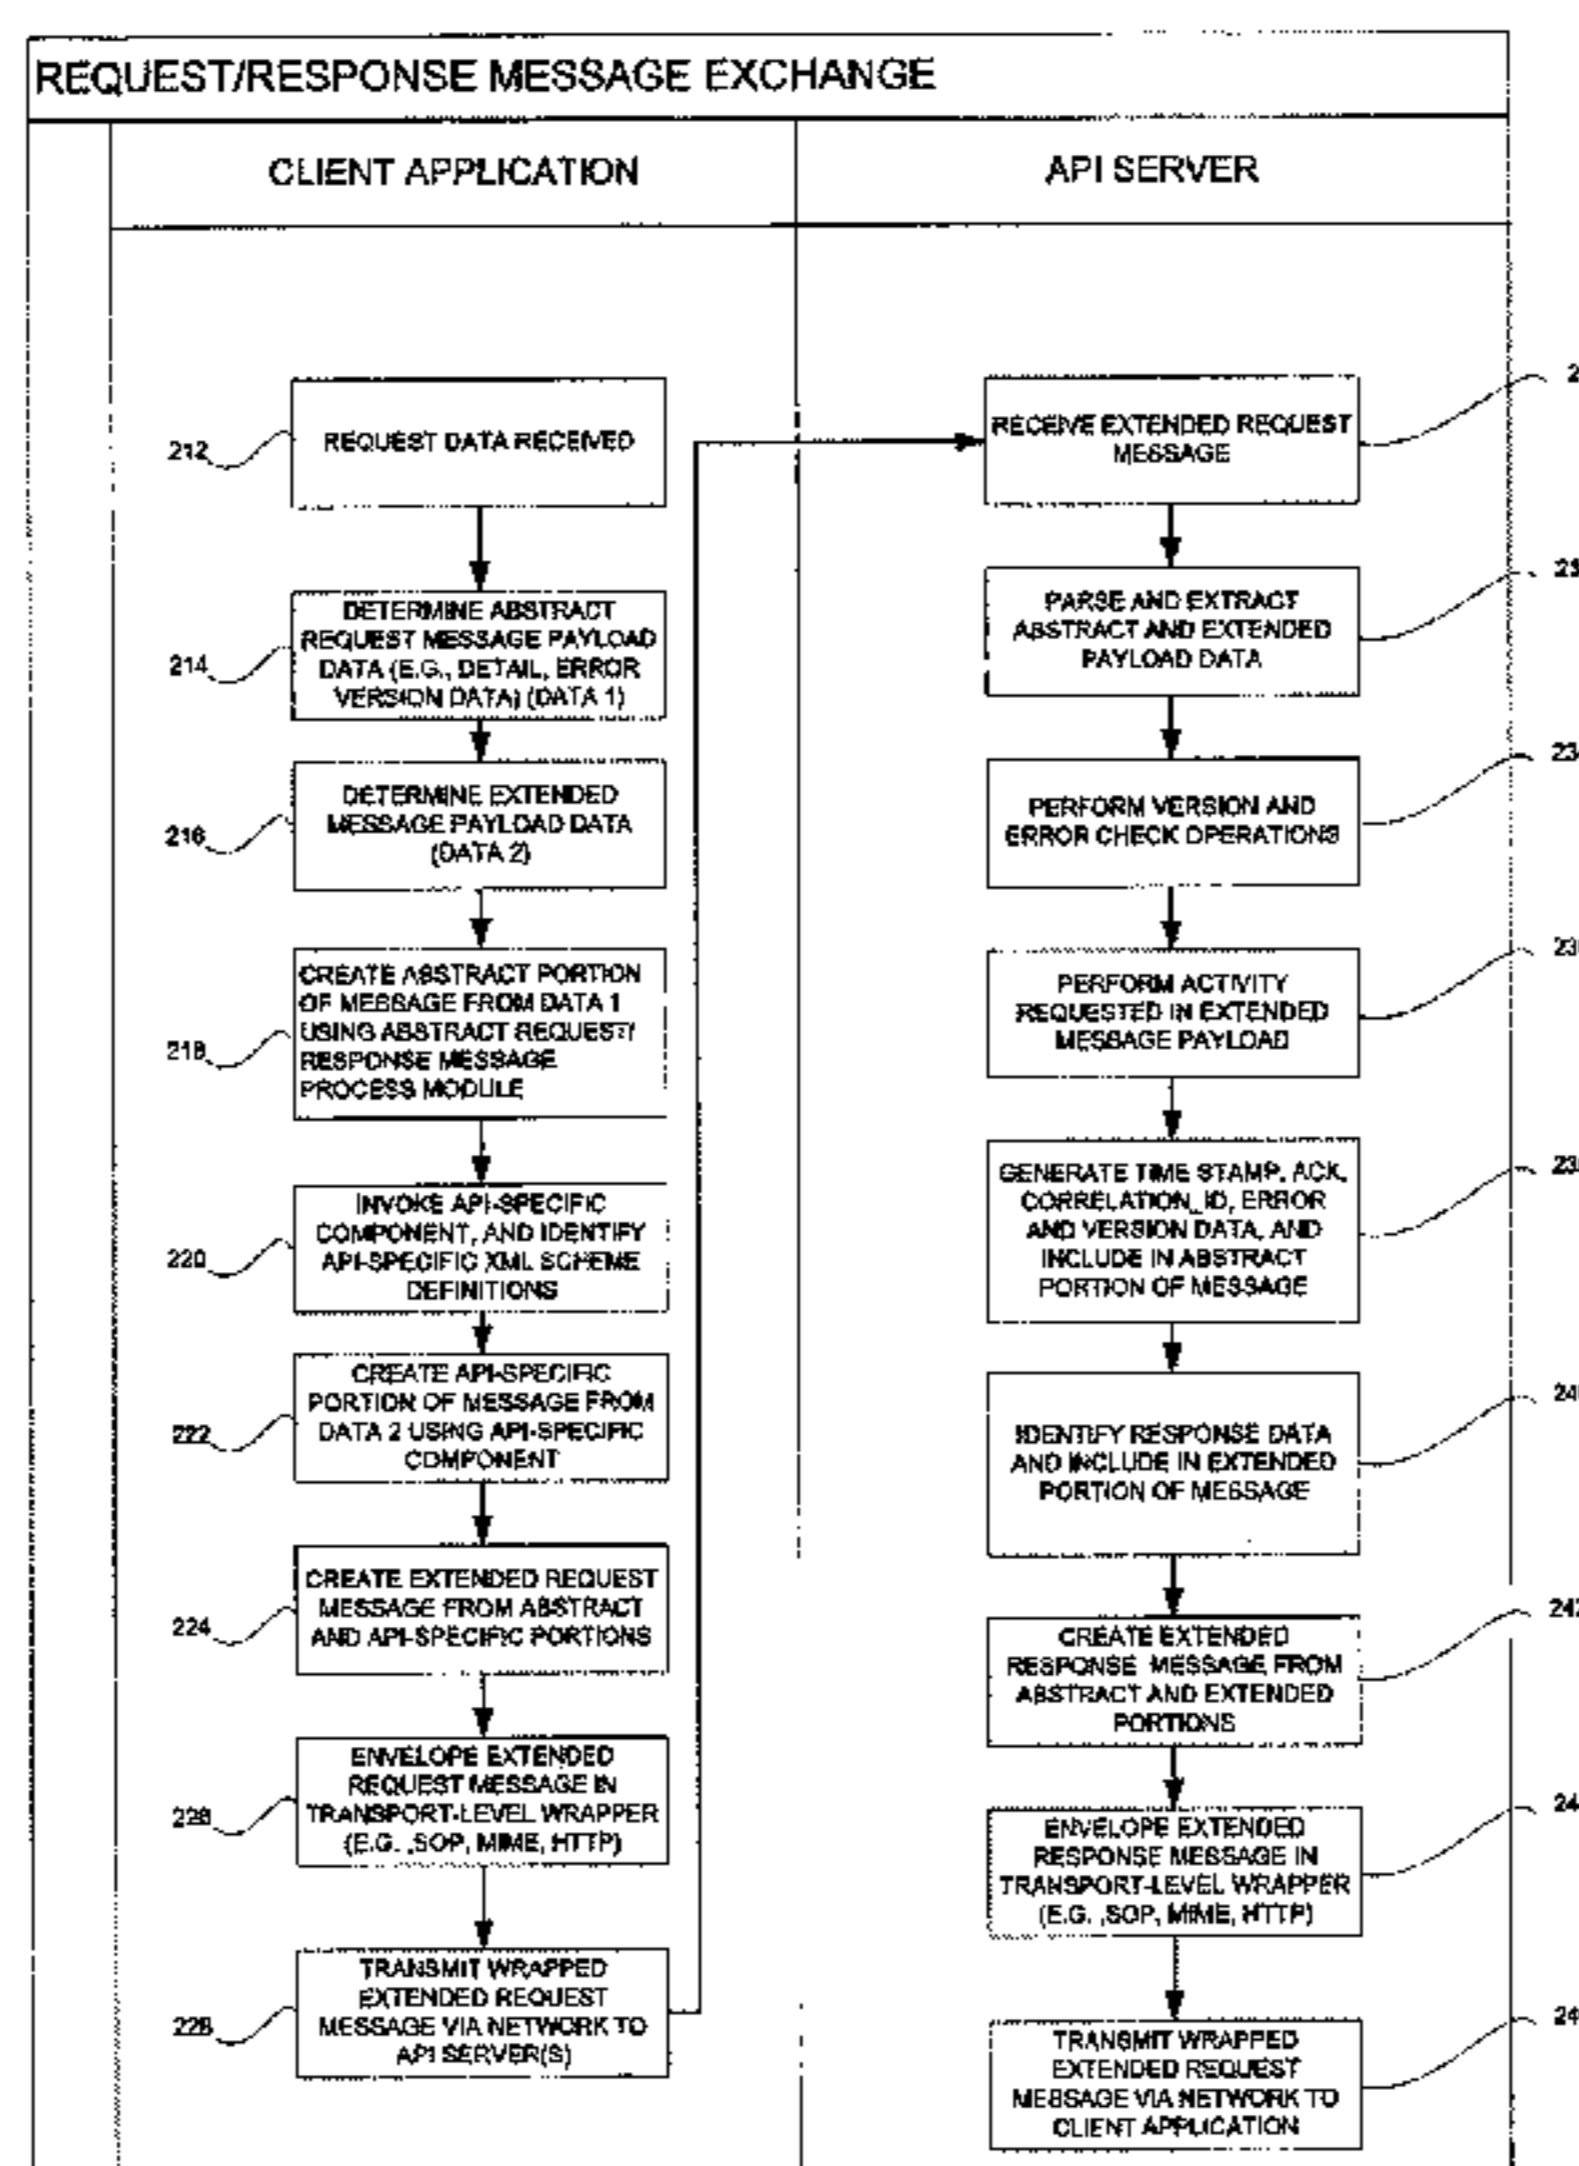 REQUEST/RESPONSE MESSAGE EXCHANGE
CLIENT APPLICATION
API SERVER
212
REQUEST DATA RECEIVED
214
DETERMINE ABSTRACT
REQUEST MESSAGE PAYLOAD
DATA (E.G., DETAIL, ERROR
VERSION DATA) (DATA 1)
216
DETERMINE EXTENDED
MESSAGE PAYLOAD DATA
(DATA 2)
218
CREATE ABSTRACT PORTION
OF MESSAGE FROM DATA 1
USING ABSTRACT REQUEST/
RESPONSE MESSAGE
PROCESS MODULE
220
INVOKE API-SPECIFIC
COMPONENT, AND IDENTIFY
API-SPECIFIC XML SCHEME
DEFINITIONS
222
CREATE API-SPECIFIC
PORTION OF MESSAGE FROM
DATA 2 USING API-SPECIFIC
COMPONENT
224
CREATE EXTENDED REQUEST
MESSAGE FROM ABSTRACT
AND API-SPECIFIC PORTIONS
226
ENVELOPE EXTENDED
REQUEST MESSAGE IN
TRANSPORT-LEVEL WRAPPER
(E.G. ,SOP, MIME, HTTP)
228
TRANSMIT WRAPPED
EXTENDED REQUEST
MESSAGE VIA NETWORK TO
API SERVER(S)
RECEIVE EXTENDED REQUEST
MESSAGE
PARSE AND EXTRACT
ABSTRACT AND EXTENDED
PAYLOAD DATA
PERFORM VERSION AND
ERROR CHECK OPERATIONS
PERFORM ACTIVITY
REQUESTED IN EXTENDED
MESSAGE PAYLOAD
GENERATE TIME STAMP, ACK,
CORRELATION_ID, ERROR
AND VERSION DATA, AND
INCLUDE IN ABSTRACT
PORTION OF MESSAGE
IDENTIFY RESPONSE DATA
AND INCLUDE IN EXTENDED
PORTION OF MESSAGE
242
CREATE EXTENDED
RESPONSE MESSAGE FROM
ABSTRACT AND EXTENDED
PORTIONS
ENVELOPE EXTENDED
RESPONSE MESSAGE IN
TRANSPORT-LEVEL WRAPPER
(E.G. ,SOP, MIME, HTTP)
TRANSMIT WRAPPED
EXTENDED REQUEST
MESSAGE VIA NETWORK TO
CLIENT APPLICATION